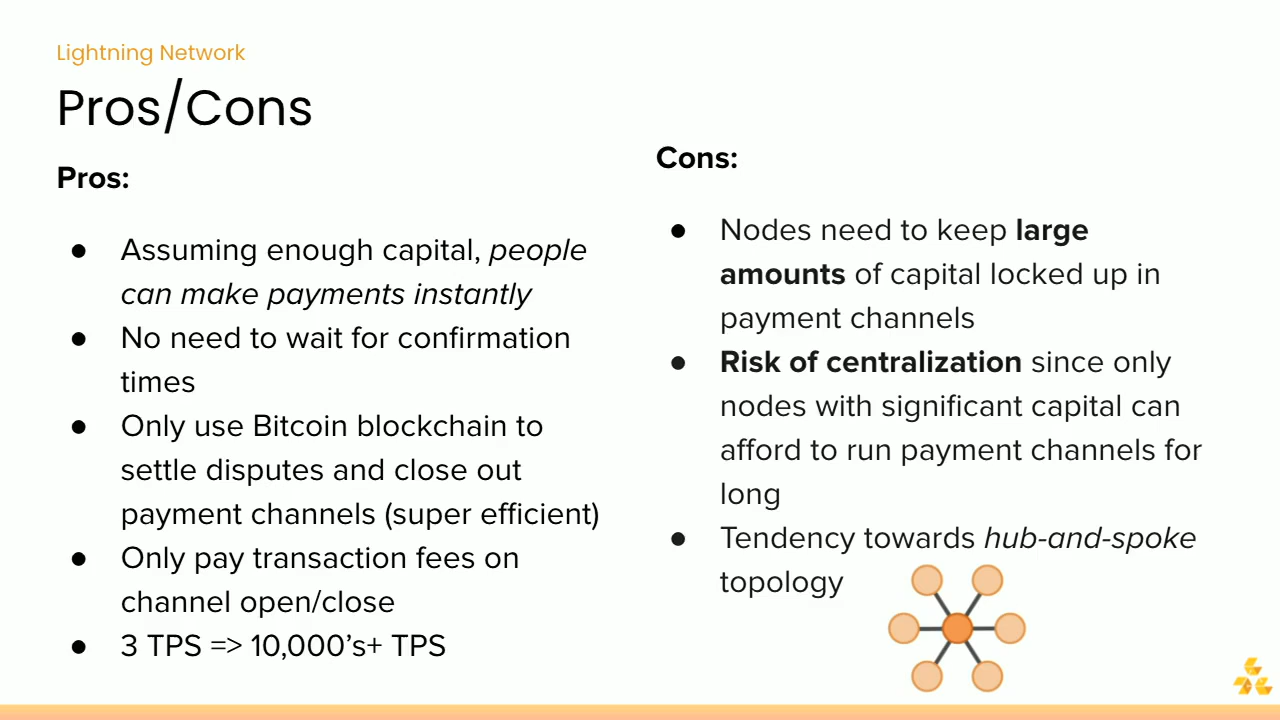 Lightning Network
Pros/Cons
Pros:
● Assuming enough capital, people
can make payments instantly
● No need to wait for confirmation
times
● Only use Bitcoin blockchain to
settle disputes and close out
payment channels (super efficient)
● Only pay transaction fees on
channel open/close
● 3 TPS => 10,000’s+ TPS
Cons:
● Nodes need to keep large
amounts of capital locked up in
payment channels
● Risk of centralization since only
nodes with significant capital can
afford to run payment channels for
long
● Tendency towards hub-and-spoke
topology